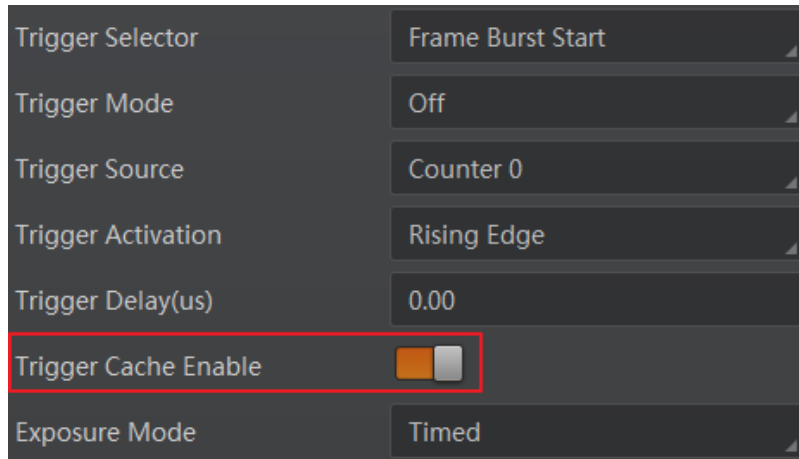 Trigger Selector Frame Burst Start
Trigger Mode Off
Trigger Source Counter 0
Trigger Activation Rising Edge
Trigger Delay(us) 0.00
Trigger Cache Enable
Exposure Mode Timed